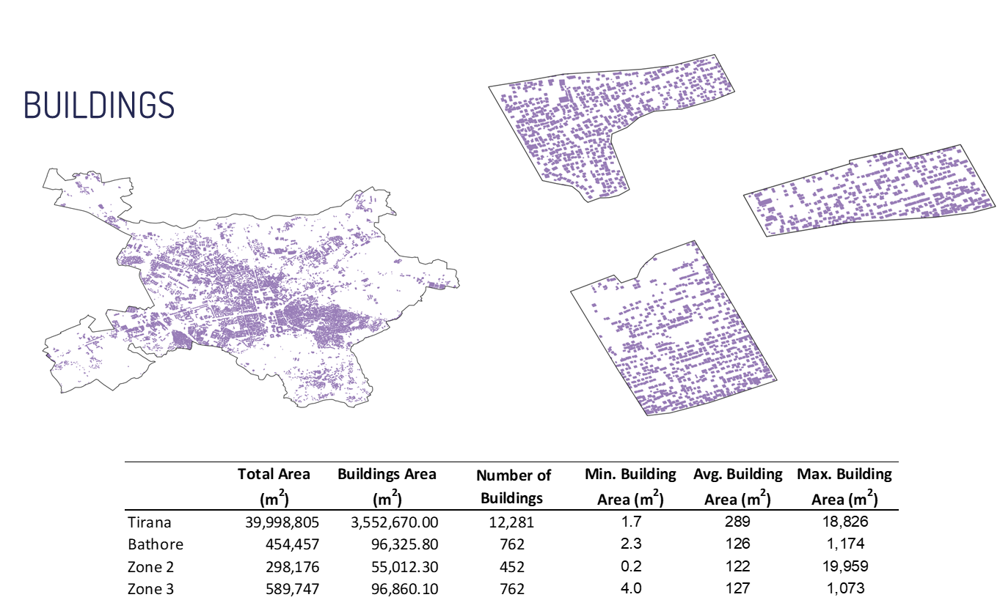 BUILDINGS
Total Area Buildings Area Number of Min. Building Avg. Building Max. Building
(m²) (m²) Buildings Area (m²) Area (m²) Area (m²)
Tirana 39,998,805 3,552,670.00 12,281 1.7 289 18,826
Bathore 454,457 96,325.80 762 2.3 126 1,174
Zone 2 298,176 55,012.30 452 0.2 122 19,959
Zone 3 589,747 96,860.10 762 4.0 127 1,073